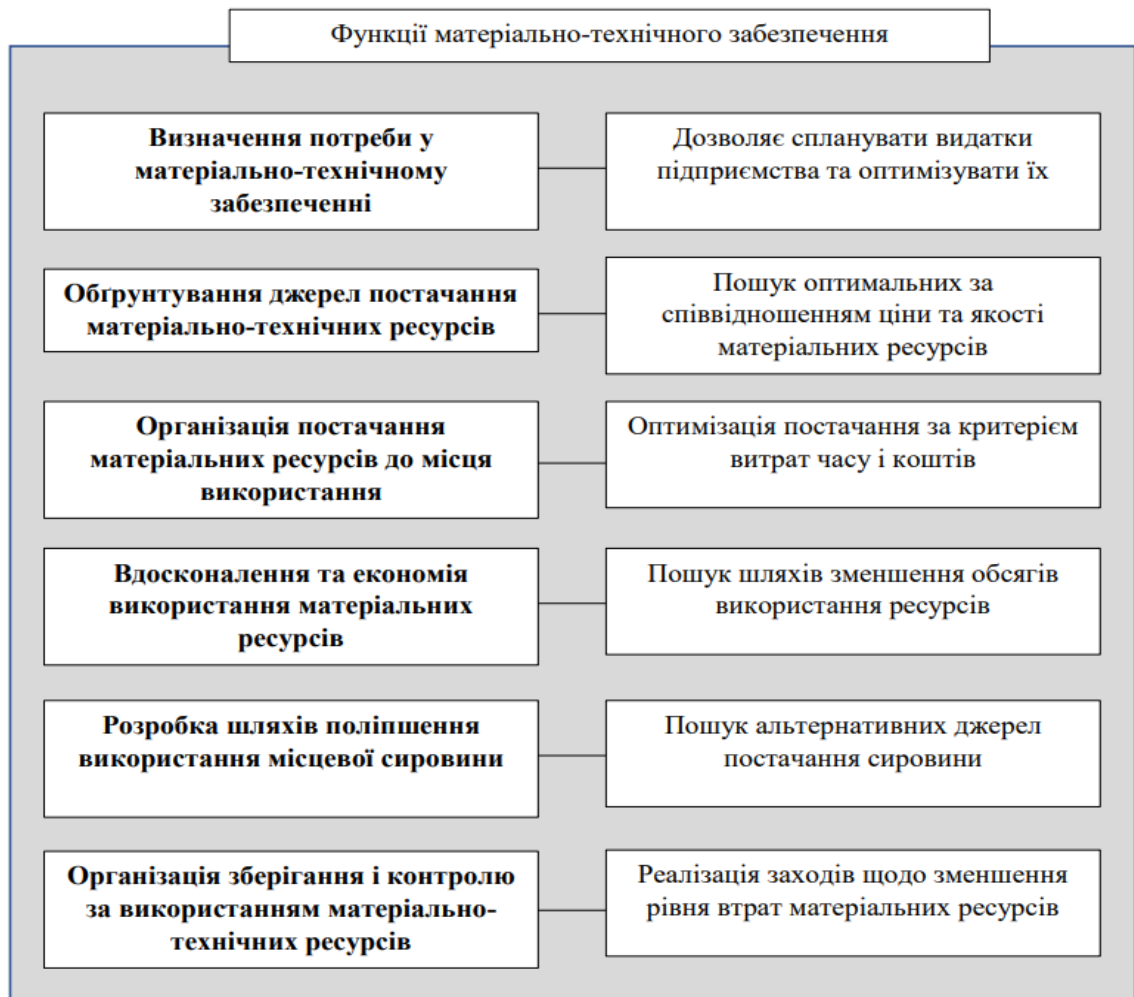 Функції матеріально-технічного забезпечення
Визначення потреби у
матеріально-технічному
забезпеченні
Дозволяє спланувати видатки
підприємства та оптимізувати їх
Обґрунтування джерел постачання
матеріально-технічних ресурсів
Пошук оптимальних за
співвідношенням ціни та якості
матеріальних ресурсів
Організація постачання
матеріальних ресурсів до місця
використання
Оптимізація постачання за критерієм
витрат часу і коштів
Вдосконалення та економія
використання матеріальних
ресурсів
Пошук шляхів зменшення обсягів
використання ресурсів
Розробка шляхів поліпшення
використання місцевої сировини
Пошук альтернативних джерел
постачання сировини
Організація зберігання і контролю
за використанням матеріально-
технічних ресурсів
Реалізація заходів щодо зменшення
рівня втрат матеріальних ресурсів